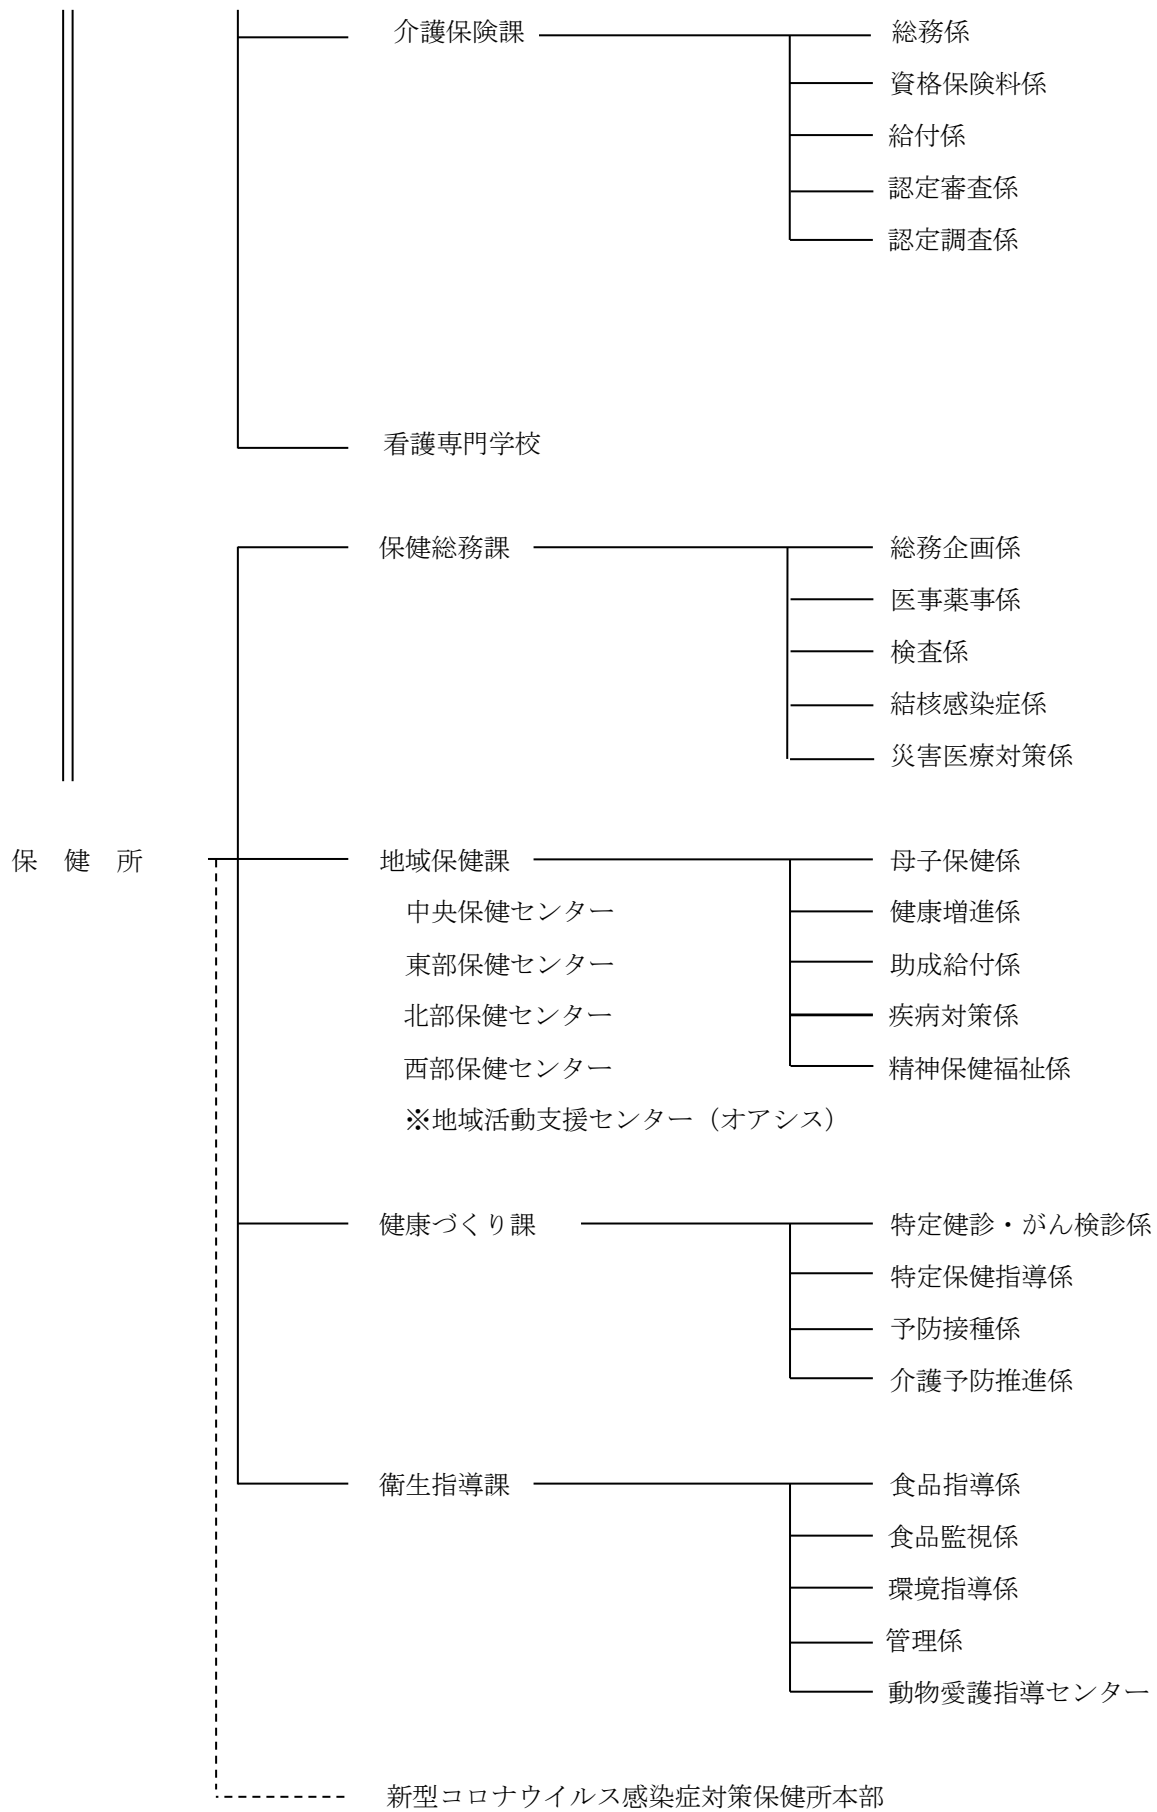 介護保険課 総務係
資格保険料係
給付係
認定審査係
認定調査係
看護専門学校
保健総務課 総務企画係
医事薬事係
検査係
結核感染症係
災害医療対策係
保 健 所 地域保健課 母子保健係
中央保健センター 健康増進係
東部保健センター 助成給付係
北部保健センター 疾病対策係
西部保健センター 精神保健福祉係
※地域活動支援センター（オアシス）
健康づくり課 特定健診・がん検診係
特定保健指導係
予防接種係
介護予防推進係
衛生指導課 食品指導係
食品監視係
環境指導係
管理係
動物愛護指導センター
新型コロナウイルス感染症対策保健所本部